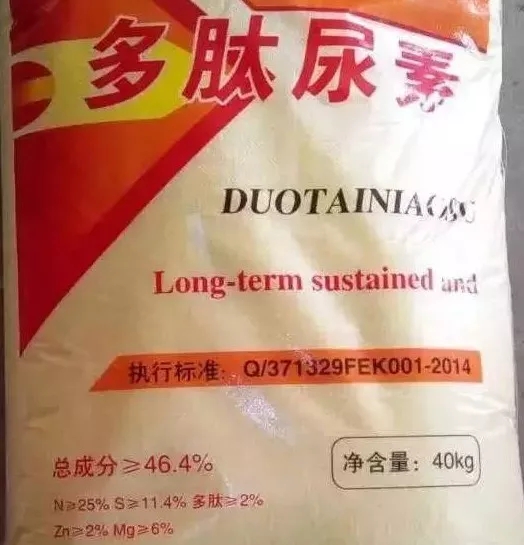 多肽尿素
DUOTAINIAOSU
Long-term sustained and
执行标准：Q/371329FEK001-2014
总成分≥46.4%
净含量：40kg
N≥25% S≥11.4% 多肽≥2%
Zn≥2% Mg≥6%